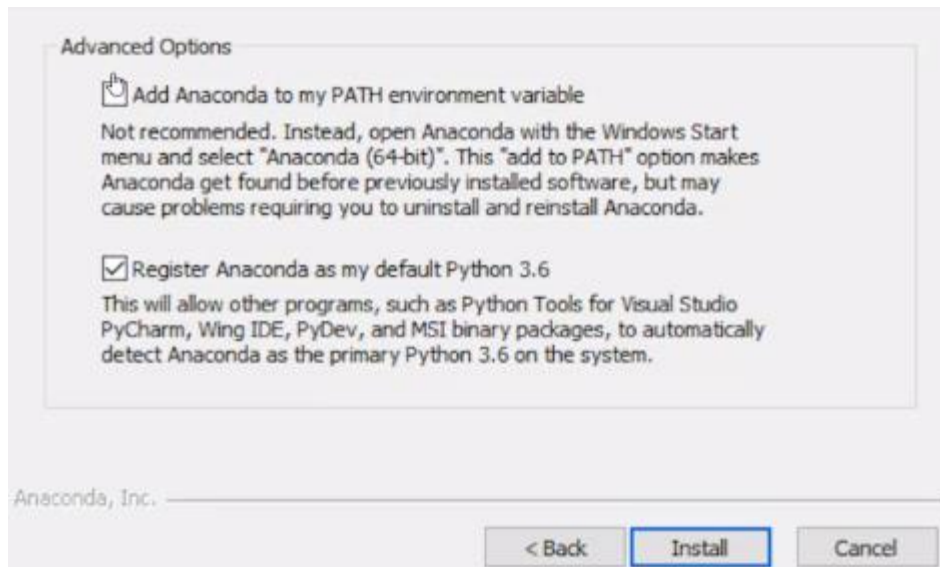 Advanced Options
Add Anaconda to my PATH environment variable
Not recommended. Instead, open Anaconda with the Windows Start
menu and select "Anaconda (64-bit)". This "add to PATH" option makes
Anaconda get found before previously installed software, but may
cause problems requiring you to uninstall and reinstall Anaconda.
Register Anaconda as my default Python 3.6
This will allow other programs, such as Python Tools for Visual Studio
PyCharm, Wing IDE, PyDev, and MSI binary packages, to automatically
detect Anaconda as the primary Python 3.6 on the system.
Anaconda, Inc.
< Back Install Cancel